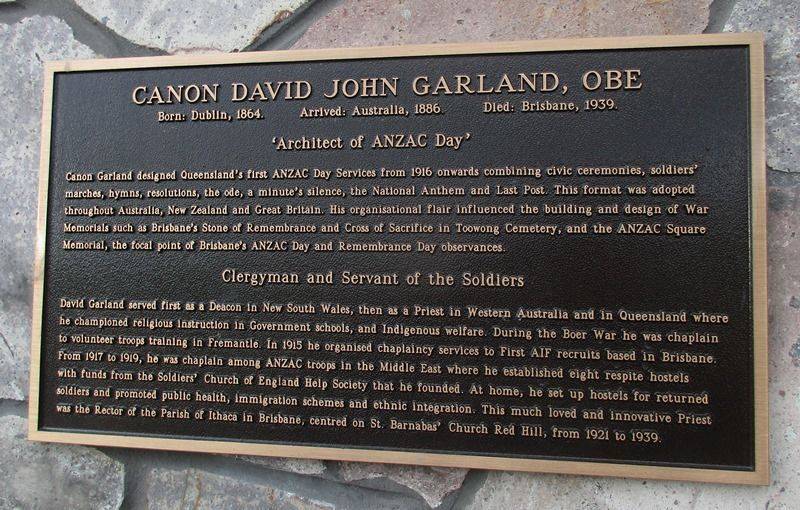 CANON DAVID JOHN GARLAND, OBE
Born: Dublin, 1864. Arrived: Australia, 1886. Died: Brisbane, 1939.
'Architect of ANZAC Day'
Canon Garland designed Queensland's first ANZAC Day Services from 1916 onwards combining civic ceremonies, soldiers'
marches, hymns, resolutions, the ode, a minute's silence, the National Anthem and Last Post. This format was adopted
throughout Australia, New Zealand and Great Britain. His organisational flair influenced the building and design of War
Memorials such as Brisbane's Stone of Remembrance and Cross of Sacrifice in Toowong Cemetery, and the ANZAC Square
Memorial, the focal point of Brisbane's ANZAC Day and Remembrance Day observances.
Clergyman and Servant of the Soldiers
David Garland served first as a Deacon in New South Wales, then as a Priest in Western Australia and in Queensland where
he championed religious instruction in Government schools, and Indigenous welfare. During the Boer War he was chaplain
to volunteer troops training in Fremantle. In 1915 he organised chaplaincy services to First AIF recruits based in Brisbane.
From 1917 to 1919, he was chaplain among ANZAC troops in the Middle East where he established eight respite hostels
with funds from the Soldiers' Church of England Help Society that he founded. At home, he set up hostels for returned
soldiers and promoted public health, immigration schemes and ethnic integration. This much loved and innovative Priest
was the Rector of the Parish of Ithaca in Brisbane, centred on St. Barnabas' Church Red Hill, from 1921 to 1939.